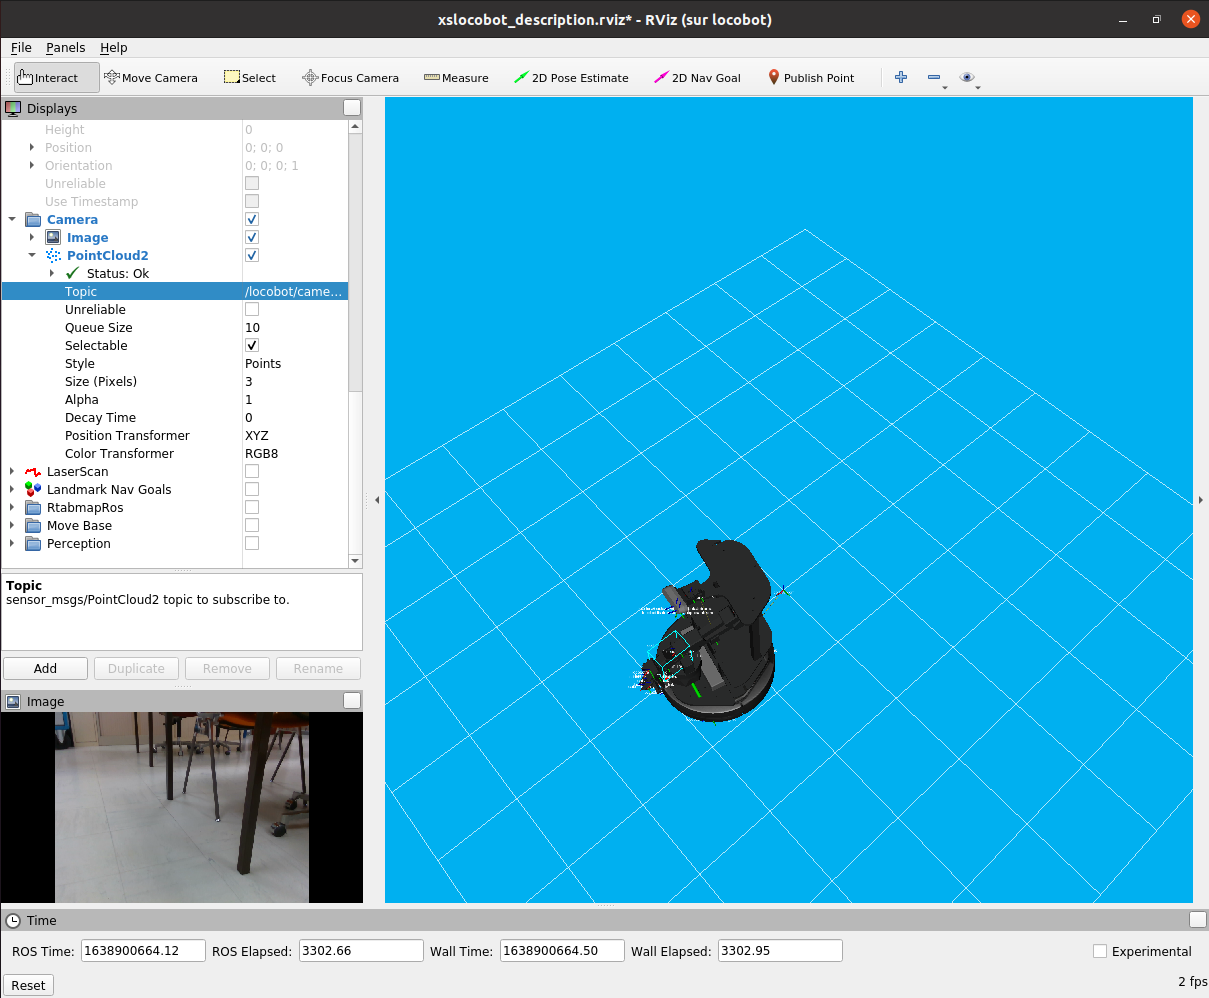 xslocobot_description.rviz* - RViz (sur locobot)
File Panels Help
Interact Move Camera Select Focus Camera Measure 2D Pose Estimate 2D Nav Goal Publish Point
Displays
Height 0
Position 0; 0; 0
Orientation 0; 0; 0; 1
Unreliable
Use Timestamp
Camera
Image
PointCloud2
Status: Ok
Topic /locobot/came...
Unreliable
Queue Size 10
Selectable
Style Points
Size (Pixels) 3
Alpha 1
Decay Time 0
Position Transformer XYZ
Color Transformer RGB8
LaserScan
Landmark Nav Goals
RtabmapRos
Move Base
Perception
Topic
sensor_msgs/PointCloud2 topic to subscribe to.
Add Duplicate Remove Rename
Image
Time
ROS Time: 1638900664.12 ROS Elapsed: 3302.66 Wall Time: 1638900664.50 Wall Elapsed: 3302.95 Experimental
Reset 2 fps